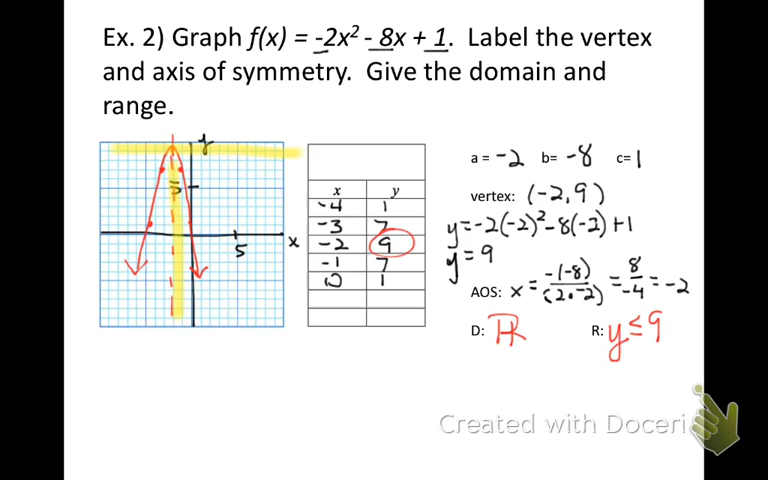 Ex. 2) Graph f(x) = -2x² - 8x + 1. Label the vertex
and axis of symmetry. Give the domain and
range.
y
5
x
5
x y
-4 1
-3 7
-2 9
-1 7
0 1
a = -2 b= -8 c= 1
vertex: (-2, 9)
y = -2(-2)² - 8(-2) + 1
y = 9
AOS: x = -(-8)/(2·-2) = 8/-4 = -2
D: ℝ R: y ≤ 9
Created with Doceri